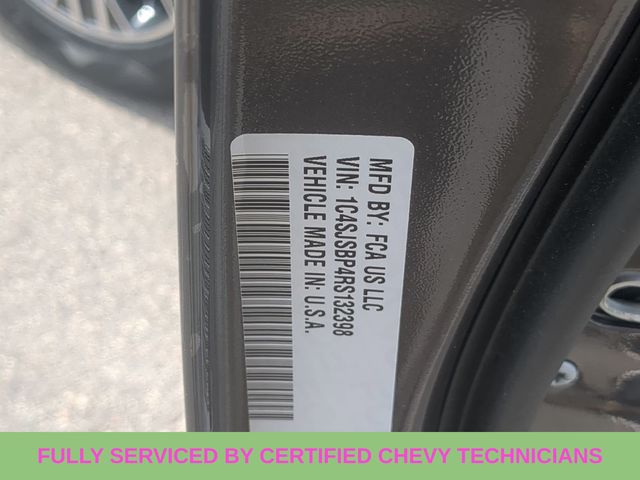 MFD BY: FCA US LLC
VIN: 1C4SJSBP4RS132398
VEHICLE MADE IN: U.S.A.
FULLY SERVICED BY CERTIFIED CHEVY TECHNICIANS